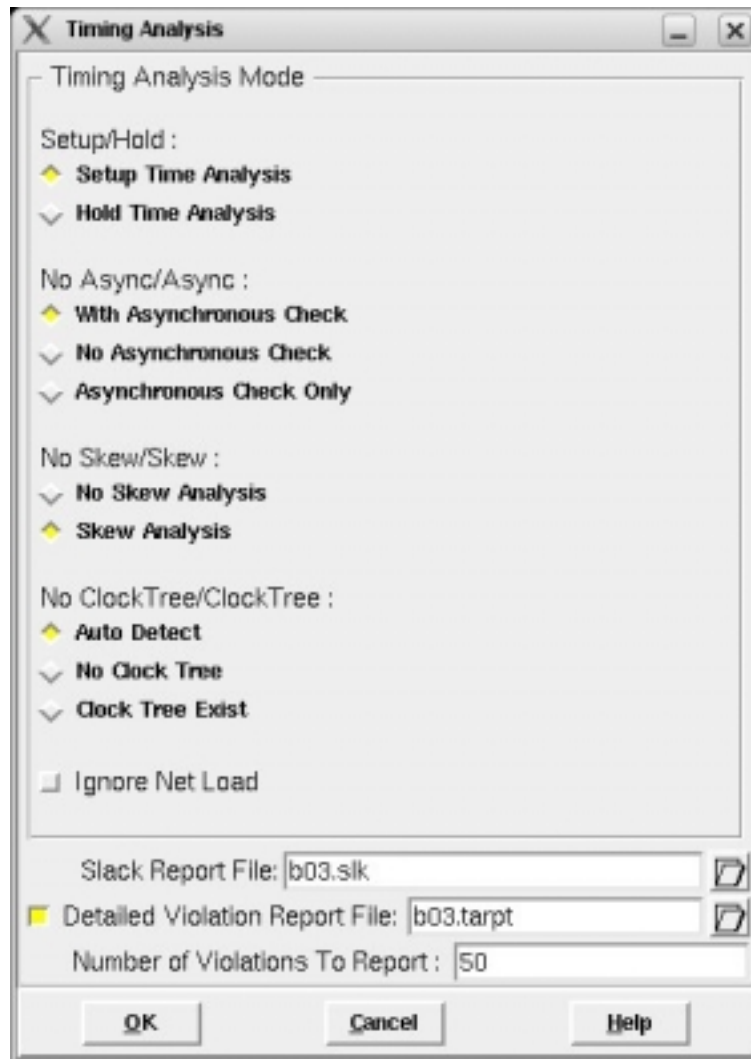 Timing Analysis
Timing Analysis Mode
Setup/Hold :
Setup Time Analysis
Hold Time Analysis
No Async/Async :
With Asynchronous Check
No Asynchronous Check
Asynchronous Check Only
No Skew/Skew :
No Skew Analysis
Skew Analysis
No ClockTree/ClockTree :
Auto Detect
No Clock Tree
Clock Tree Exist
Ignore Net Load
Slack Report File: b03.slk
Detailed Violation Report File: b03.tarpt
Number of Violations To Report : 50
OK Cancel Help